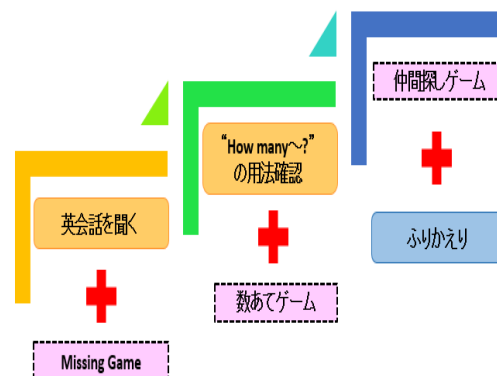 英会話を聞く
Missing Game
“How many～?”
の用法確認
数あてゲーム
仲間探しゲーム
ふりかえり